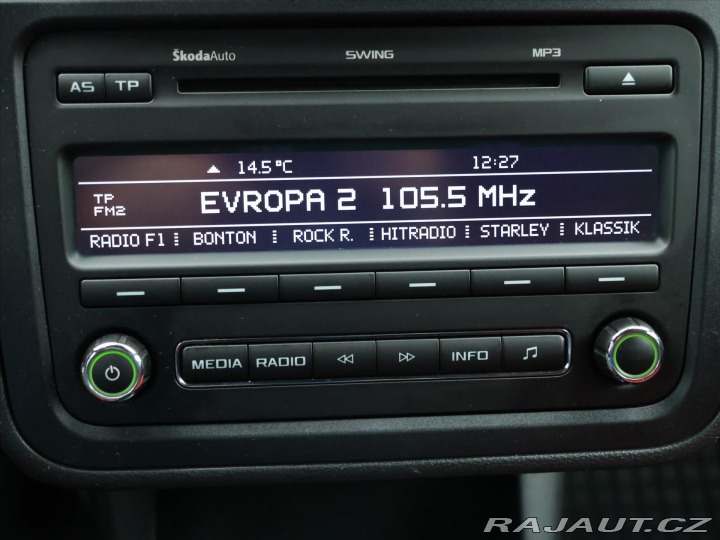 ŠkodaAuto SWING MP3
AS TP
14.5°C 12:27
TP
FM2
EVROPA 2 105.5 MHz
RADIO F1 BONTON ROCK R. HITRADIO STARLEY KLASSIK
MEDIA RADIO INFO
RAJAUT.CZ